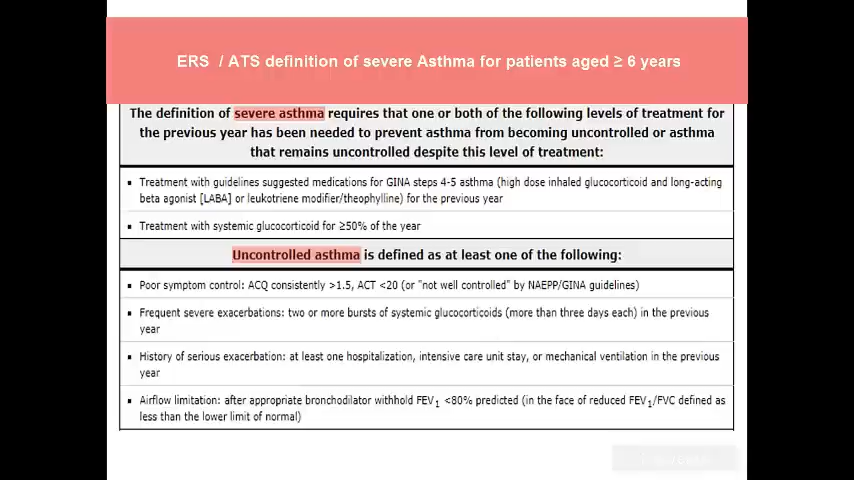 ERS / ATS definition of severe Asthma for patients aged ≥ 6 years
The definition of severe asthma requires that one or both of the following levels of treatment for
the previous year has been needed to prevent asthma from becoming uncontrolled or asthma
that remains uncontrolled despite this level of treatment:
▪ Treatment with guidelines suggested medications for GINA steps 4-5 asthma (high dose inhaled glucocorticoid and long-acting
beta agonist [LABA] or leukotriene modifier/theophylline) for the previous year
▪ Treatment with systemic glucocorticoid for ≥50% of the year
Uncontrolled asthma is defined as at least one of the following:
▪ Poor symptom control: ACQ consistently >1.5, ACT <20 (or "not well controlled" by NAEPP/GINA guidelines)
▪ Frequent severe exacerbations: two or more bursts of systemic glucocorticoids (more than three days each) in the previous
year
▪ History of serious exacerbation: at least one hospitalization, intensive care unit stay, or mechanical ventilation in the previous
year
▪ Airflow limitation: after appropriate bronchodilator withhold FEV₁ <80% predicted (in the face of reduced FEV₁/FVC defined as
less than the lower limit of normal)